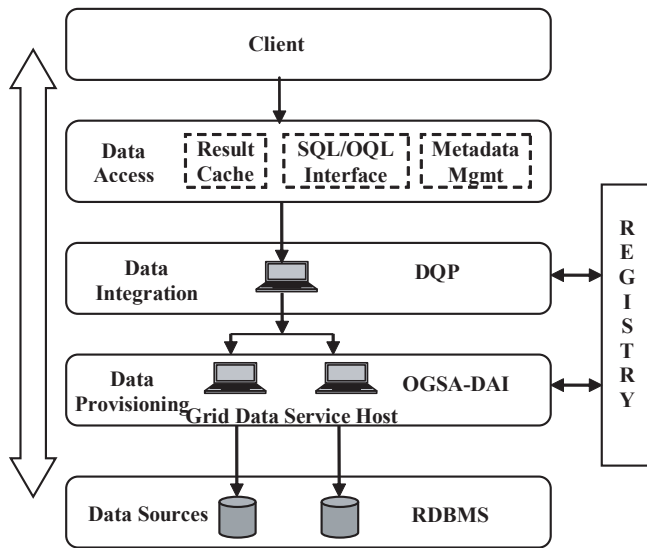 Client
Data
Access
Result
Cache
SQL/OQL
Interface
Metadada
Mgmt
Data
Integration
DQP
Data
Provisioning
OGSA-DAI
Grid Data Service Host
Data Sources
RDBMS
R
E
G
I
S
T
R
Y